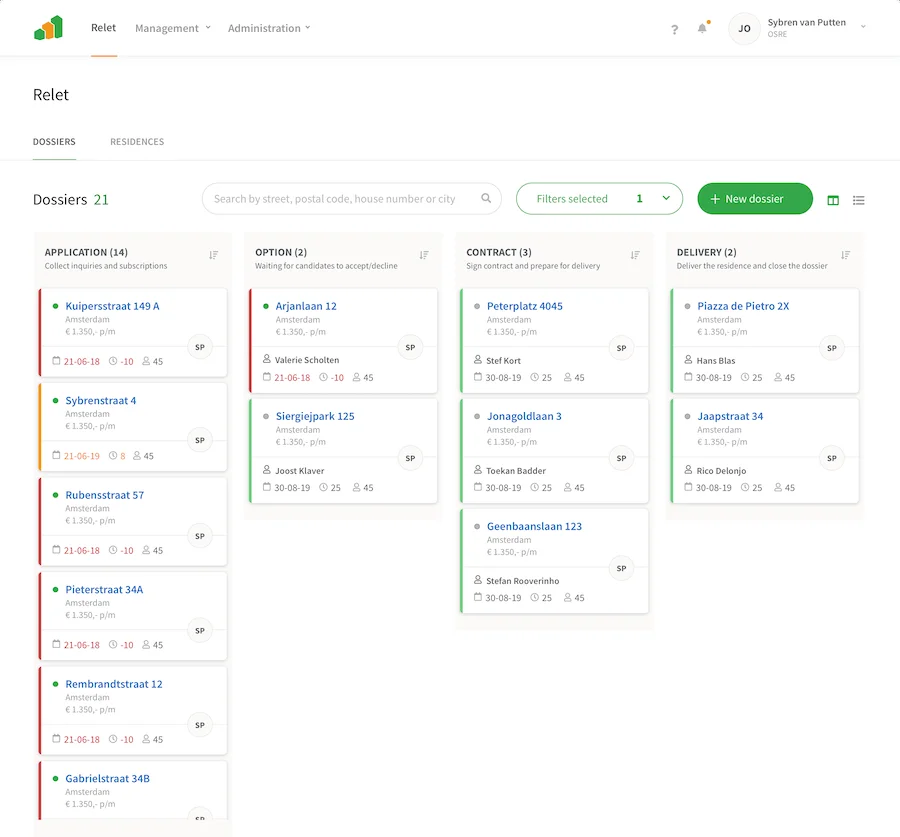 Relet
Management
Administration
?
JO
Sybren van Putten
OSRE
Relet
DOSSIERS
RESIDENCES
Dossiers 21
Search by street, postal code, house number or city
Filters selected 1
+ New dossier
APPLICATION (14)
Collect inquiries and subscriptions
Kuipersstraat 149 A
Amsterdam
€ 1.350,- p/m
SP
21-06-18 -10 45
Sybrenstraat 4
Amsterdam
€ 1.350,- p/m
SP
21-06-19 8 45
Rubensstraat 57
Amsterdam
€ 1.350,- p/m
SP
21-06-18 -10 45
Pieterstraat 34A
Amsterdam
€ 1.350,- p/m
SP
21-06-18 -10 45
Rembrandtstraat 12
Amsterdam
€ 1.350,- p/m
SP
21-06-18 -10 45
Gabrielstraat 34B
Amsterdam
€ 1.350,- p/m
SP
OPTION (2)
Waiting for candidates to accept/decline
Arjanlaan 12
Amsterdam
€ 1.350,- p/m
SP
Valerie Scholten
21-06-18 -10 45
Siergiejpark 125
Amsterdam
€ 1.350,- p/m
SP
Joost Klaver
30-08-19 25 45
CONTRACT (3)
Sign contract and prepare for delivery
Peterplatz 4045
Amsterdam
€ 1.350,- p/m
SP
Stef Kort
30-08-19 25 45
Jonagoldlaan 3
Amsterdam
€ 1.350,- p/m
SP
Toekan Badder
30-08-19 25 45
Geenbaanslaan 123
Amsterdam
€ 1.350,- p/m
SP
Stefan Rooverinho
30-08-19 25 45
DELIVERY (2)
Deliver the residence and close the dossier
Piazza de Pietro 2X
Amsterdam
€ 1.350,- p/m
SP
Hans Blas
30-08-19 25 45
Jaapstraat 34
Amsterdam
€ 1.350,- p/m
SP
Rico Delonjo
30-08-19 25 45